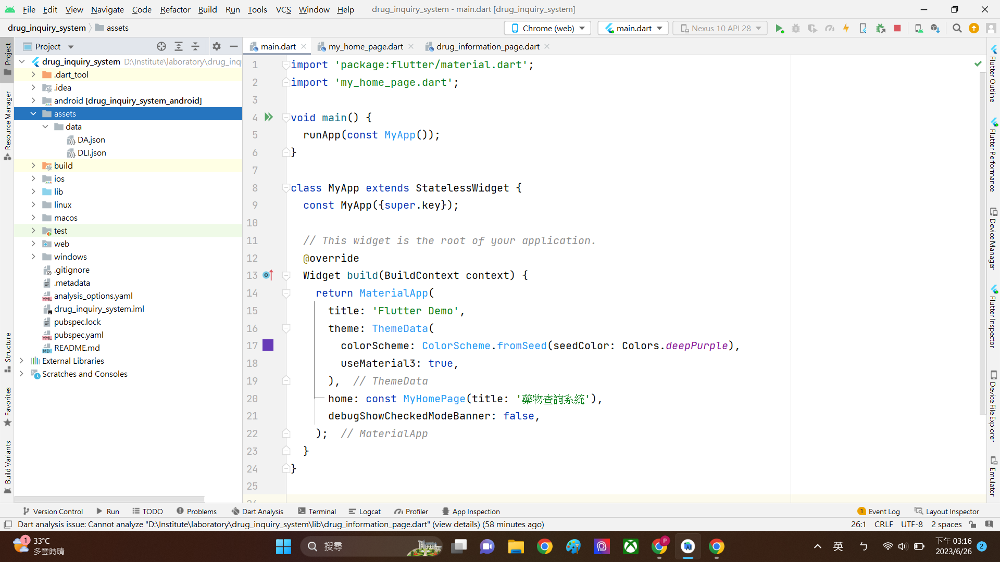 File Edit View Navigate Code Refactor Build Run Tools VCS Window Help drug_inquiry_system - main.dart [drug_inquiry_system]
drug_inquiry_system assets Chrome (web) main.dart Nexus 10 API 28
Project main.dart my_home_page.dart drug_information_page.dart
Project
Resource Manager
Structure
Favorites
Build Variants
drug_inquiry_system D:\Institute\laboratory\drug_inqu
.dart_tool
.idea
android [drug_inquiry_system_android]
assets
data
DA.json
DLI.json
build
ios
lib
linux
macos
test
web
windows
.gitignore
.metadata
analysis_options.yaml
drug_inquiry_system.iml
pubspec.lock
pubspec.yaml
README.md
External Libraries
Scratches and Consoles
1 import 'package:flutter/material.dart';
2 import 'my_home_page.dart';
3
4 void main() {
5 runApp(const MyApp());
6 }
7
8 class MyApp extends StatelessWidget {
9 const MyApp({super.key});
10
11 // This widget is the root of your application.
12 @override
13 Widget build(BuildContext context) {
14 return MaterialApp(
15 title: 'Flutter Demo',
16 theme: ThemeData(
17 colorScheme: ColorScheme.fromSeed(seedColor: Colors.deepPurple),
18 useMaterial3: true,
19 ), // ThemeData
20 home: const MyHomePage(title: '藥物查詢系統'),
21 debugShowCheckedModeBanner: false,
22 ); // MaterialApp
23 }
24 }
25
Flutter Outline
Flutter Performance
Device Manager
Flutter Inspector
Device File Explorer
Emulator
Version Control Run TODO Problems Dart Analysis Terminal Logcat Profiler App Inspection 1 Event Log Layout Inspector
Dart analysis issue: Cannot analyze "D:\Institute\laboratory\drug_inquiry_system\lib\drug_information_page.dart" (view details) (58 minutes ago) 26:1 CRLF UTF-8 2 spaces
1 33°C
多雲時晴
搜尋
P
英 ㄅ
下午 03:16
2023/6/26 2